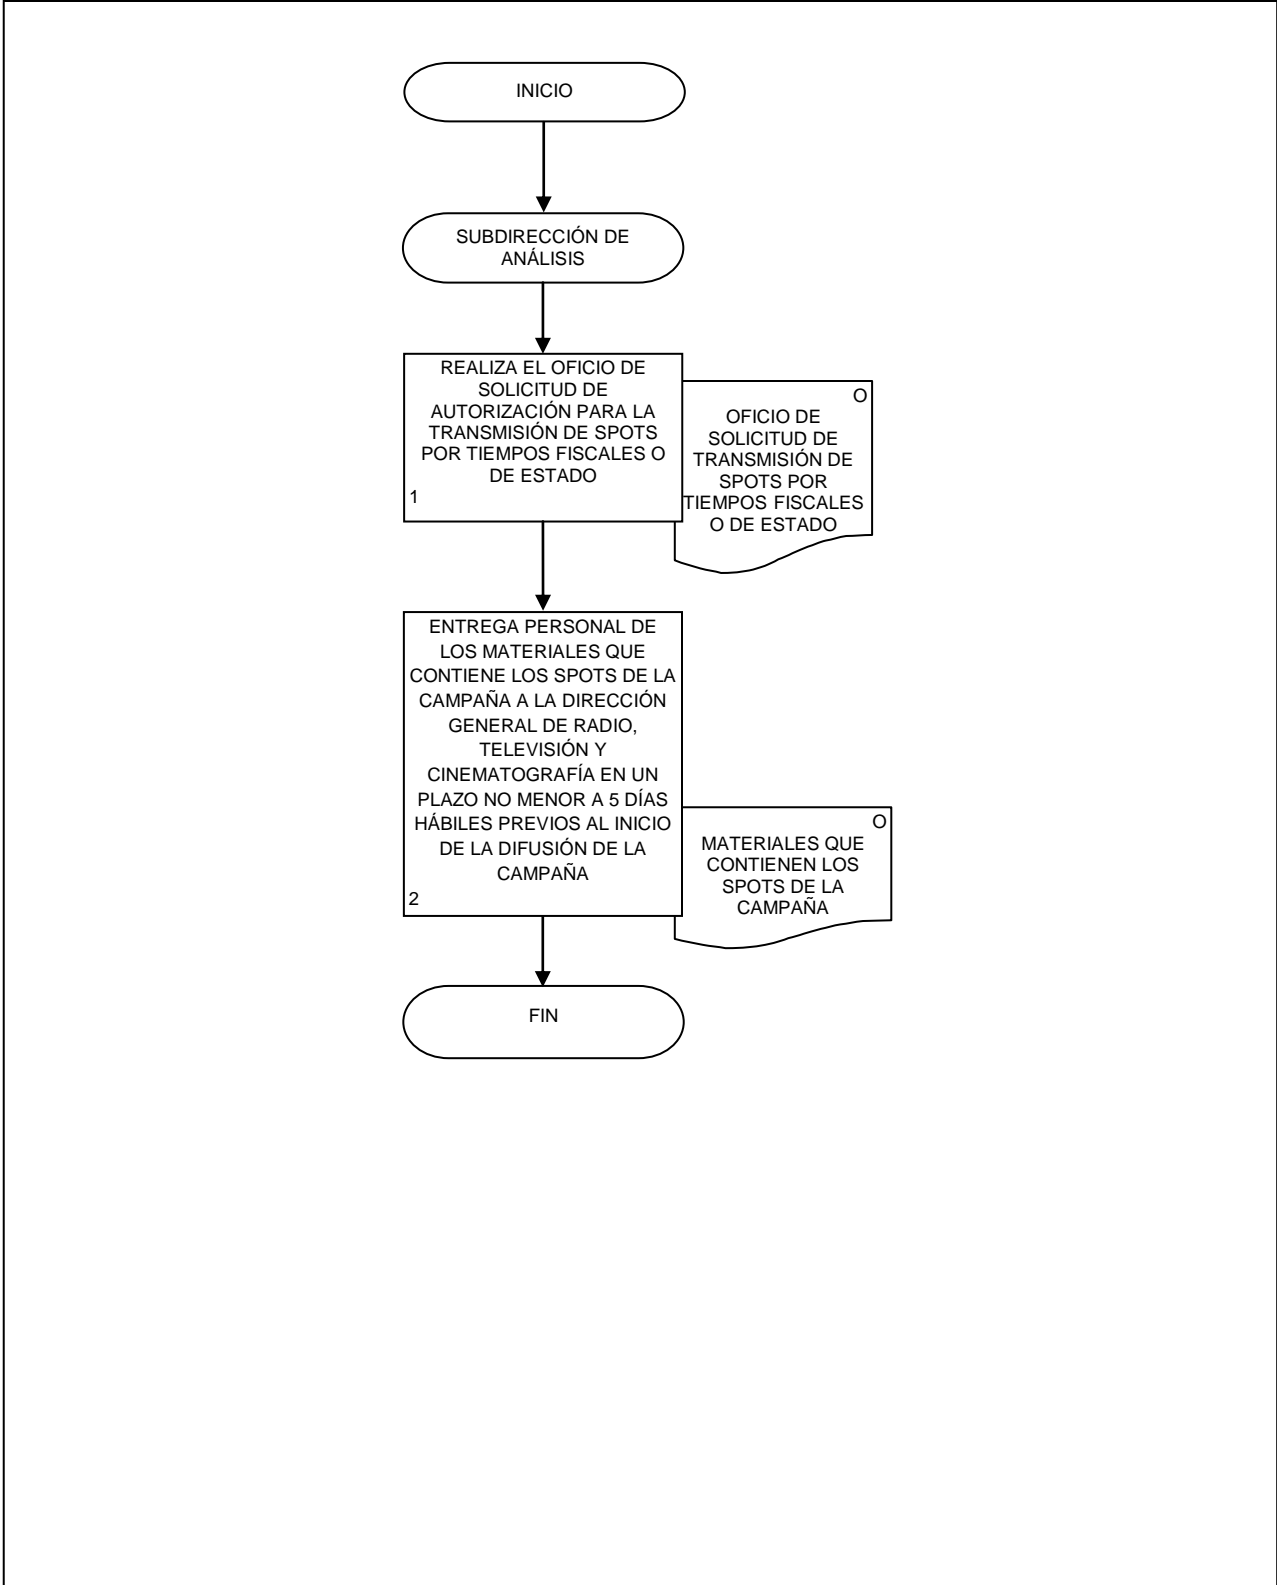 INICIO
SUBDIRECCIÓN DE
ANÁLISIS
REALIZA EL OFICIO DE
SOLICITUD DE
AUTORIZACIÓN PARA LA
TRANSMISIÓN DE SPOTS
POR TIEMPOS FISCALES O
DE ESTADO
1
O
OFICIO DE
SOLICITUD DE
TRANSMISIÓN DE
SPOTS POR
TIEMPOS FISCALES
O DE ESTADO
ENTREGA PERSONAL DE
LOS MATERIALES QUE
CONTIENE LOS SPOTS DE LA
CAMPAÑA A LA DIRECCIÓN
GENERAL DE RADIO,
TELEVISIÓN Y
CINEMATOGRAFÍA EN UN
PLAZO NO MENOR A 5 DÍAS
HÁBILES PREVIOS AL INICIO
DE LA DIFUSIÓN DE LA
CAMPAÑA
2
O
MATERIALES QUE
CONTIENEN LOS
SPOTS DE LA
CAMPAÑA
FIN